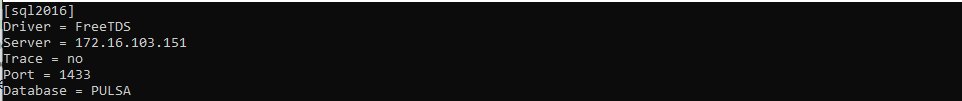 [sql2016]
Driver = FreeTDS
Server = 172.16.103.151
Trace = no
Port = 1433
Database = PULSA